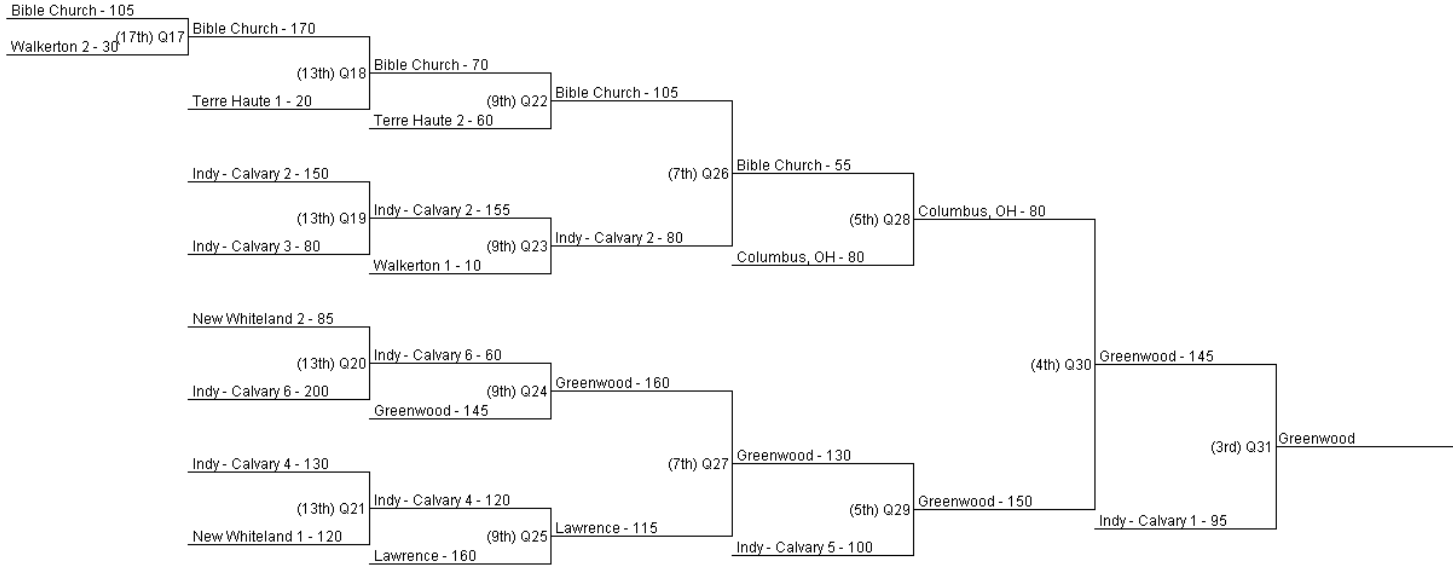 Bible Church - 105
Walkerton 2 - 30
(17th) Q17
Bible Church - 170
(13th) Q18
Terre Haute 1 - 20
Bible Church - 70
(9th) Q22
Terre Haute 2 - 60
Bible Church - 105
Indy - Calvary 2 - 150
(13th) Q19
Indy - Calvary 3 - 80
Indy - Calvary 2 - 155
(9th) Q23
Walkerton 1 - 10
Indy - Calvary 2 - 80
(7th) Q26
Bible Church - 55
(5th) Q28
Columbus, OH - 80
Columbus, OH - 80
New Whiteland 2 - 85
(13th) Q20
Indy - Calvary 6 - 200
Indy - Calvary 6 - 60
(9th) Q24
Greenwood - 145
Greenwood - 160
Indy - Calvary 4 - 130
(13th) Q21
New Whiteland 1 - 120
Indy - Calvary 4 - 120
(9th) Q25
Lawrence - 160
Lawrence - 115
(7th) Q27
Greenwood - 130
(5th) Q29
Indy - Calvary 5 - 100
Greenwood - 150
(4th) Q30
Greenwood - 145
(3rd) Q31
Indy - Calvary 1 - 95
Greenwood